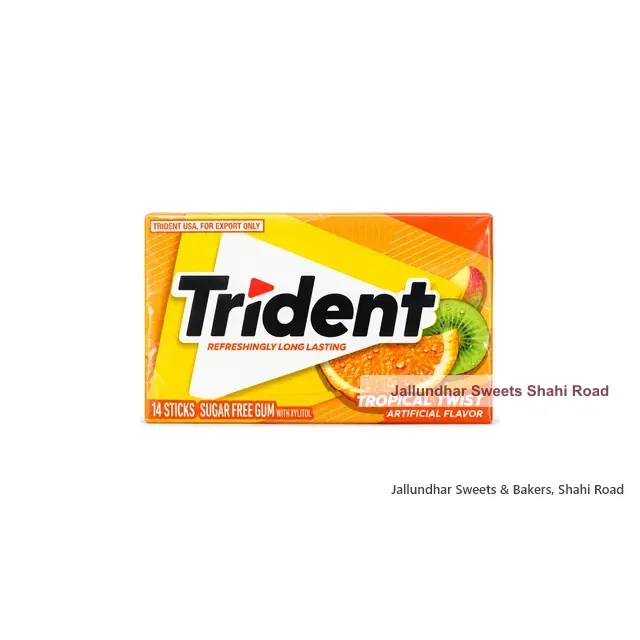 TRIDENT USA, FOR EXPORT ONLY
Trident
REFRESHINGLY LONG LASTING
Jallundhar Sweets Shahi Road
TROPICAL TWIST
14 STICKS SUGAR FREE GUM WITH XYLITOL
ARTIFICIAL FLAVOR
Jallundhar Sweets & Bakers, Shahi Road